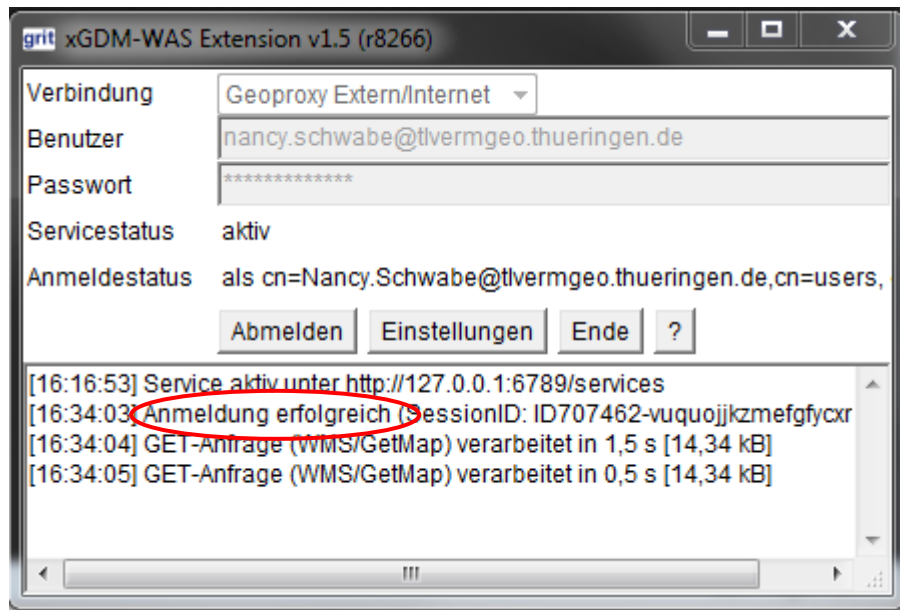 grit xGDM-WAS Extension v1.5 (r8266)
Verbindung Geoproxy Extern/Internet
Benutzer nancy.schwabe@tlvermgeo.thueringen.de
Passwort *************
Servicestatus aktiv
Anmeldestatus als cn=Nancy.Schwabe@tlvermgeo.thueringen.de,cn=users,
Abmelden Einstellungen Ende ?
[16:16:53] Service aktiv unter http://127.0.0.1:6789/services
[16:34:03] Anmeldung erfolgreich (SessionID: ID707462-vuquojjkzmefgfycxr
[16:34:04] GET-Anfrage (WMS/GetMap) verarbeitet in 1,5 s [14,34 kB]
[16:34:05] GET-Anfrage (WMS/GetMap) verarbeitet in 0,5 s [14,34 kB]